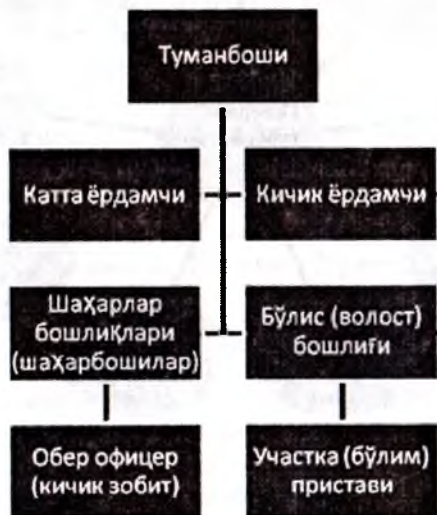 Туманбоши
Катта ёрдамчи
Кичик ёрдамчи
Шаҳарлар
бошлиқлари
(шаҳарбошилар)
Бўлис (волост)
бошлиғи
Обер офицер
(кичик зобит)
Участка (бўлим)
пристави